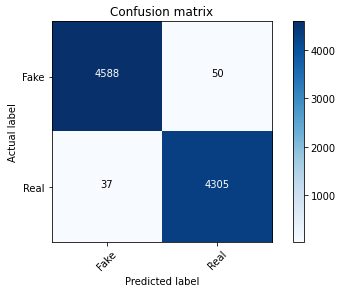 Confusion matrix
Actual label
Fake
4588
50
Real
37
4305
Fake
Real
Predicted label
4000
3000
2000
1000